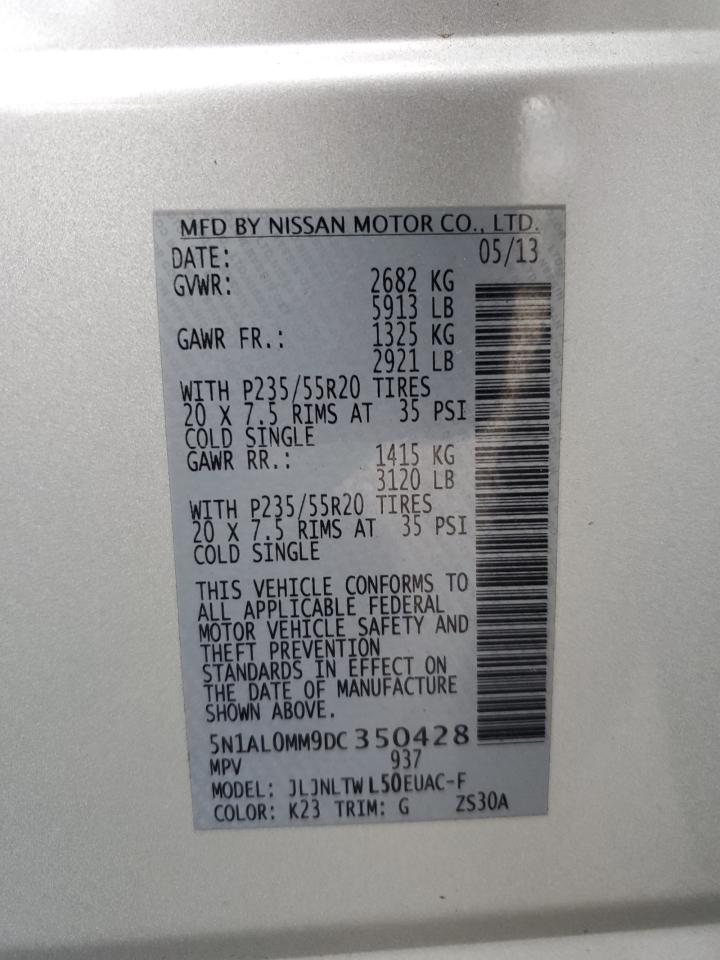 MFD BY NISSAN MOTOR CO., LTD.
DATE: 05/13
GVWR: 2682 KG
5913 LB
GAWR FR.: 1325 KG
2921 LB
WITH P235/55R20 TIRES
20 X 7.5 RIMS AT 35 PSI
COLD SINGLE
GAWR RR.: 1415 KG
3120 LB
WITH P235/55R20 TIRES
20 X 7.5 RIMS AT 35 PSI
COLD SINGLE
THIS VEHICLE CONFORMS TO
ALL APPLICABLE FEDERAL
MOTOR VEHICLE SAFETY AND
THEFT PREVENTION
STANDARDS IN EFFECT ON
THE DATE OF MANUFACTURE
SHOWN ABOVE.
5N1AL0MM9DC350428
MPV 937
MODEL: JLJNLTWL50EUAC-F
COLOR: K23 TRIM: G ZS30A